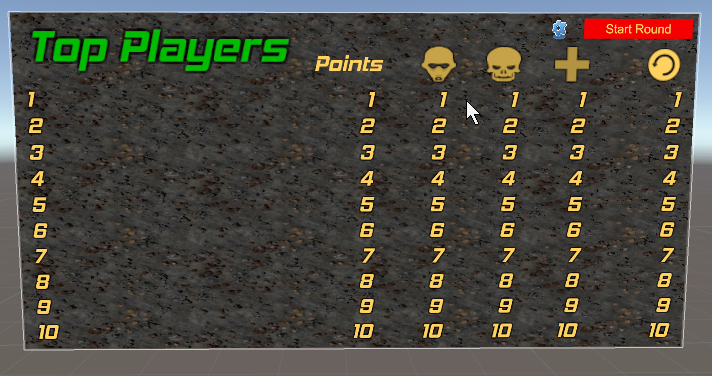 Start Round
Top Players
Points
1 1 1 1 1 1
2 2 2 2 2 2
3 3 3 3 3 3
4 4 4 4 4 4
5 5 5 5 5 5
6 6 6 6 6 6
7 7 7 7 7 7
8 8 8 8 8 8
9 9 9 9 9 9
10 10 10 10 10 10